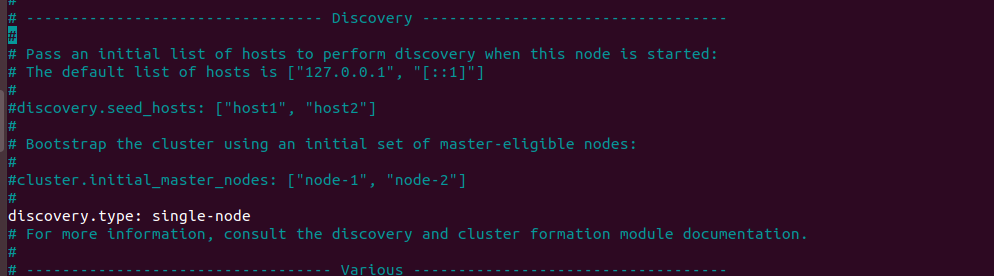 #
# --------------------------------- Discovery ----------------------------------
#
# Pass an initial list of hosts to perform discovery when this node is started:
# The default list of hosts is ["127.0.0.1", "[::1]"]
#
#discovery.seed_hosts: ["host1", "host2"]
#
# Bootstrap the cluster using an initial set of master-eligible nodes:
#
#cluster.initial_master_nodes: ["node-1", "node-2"]
#
discovery.type: single-node
# For more information, consult the discovery and cluster formation module documentation.
#
# ---------------------------------- Various -----------------------------------